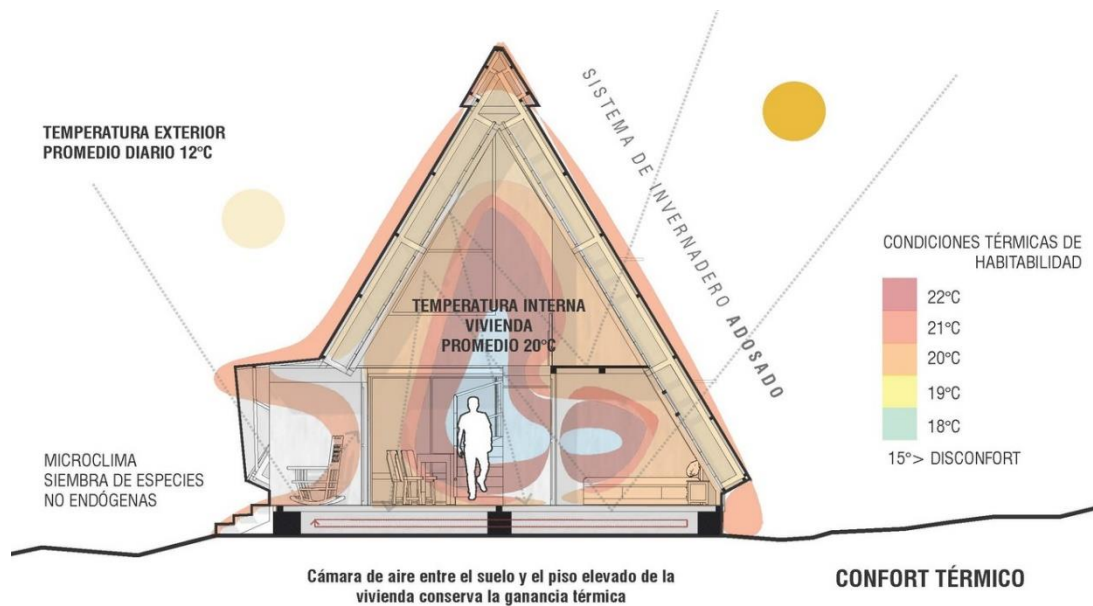 TEMPERATURA EXTERIOR
PROMEDIO DIARIO 12°C
SISTEMA DE INVERNADERO ADOSADO
TEMPERATURA INTERNA
VIVIENDA
PROMEDIO 20°C
CONDICIONES TÉRMICAS DE
HABITABILIDAD
22°C
21°C
20°C
19°C
18°C
15°> DISCONFORT
MICROCLIMA
SIEMBRA DE ESPECIES
NO ENDÓGENAS
Cámara de aire entre el suelo y el piso elevado de la
vivienda conserva la ganancia térmica
CONFORT TÉRMICO